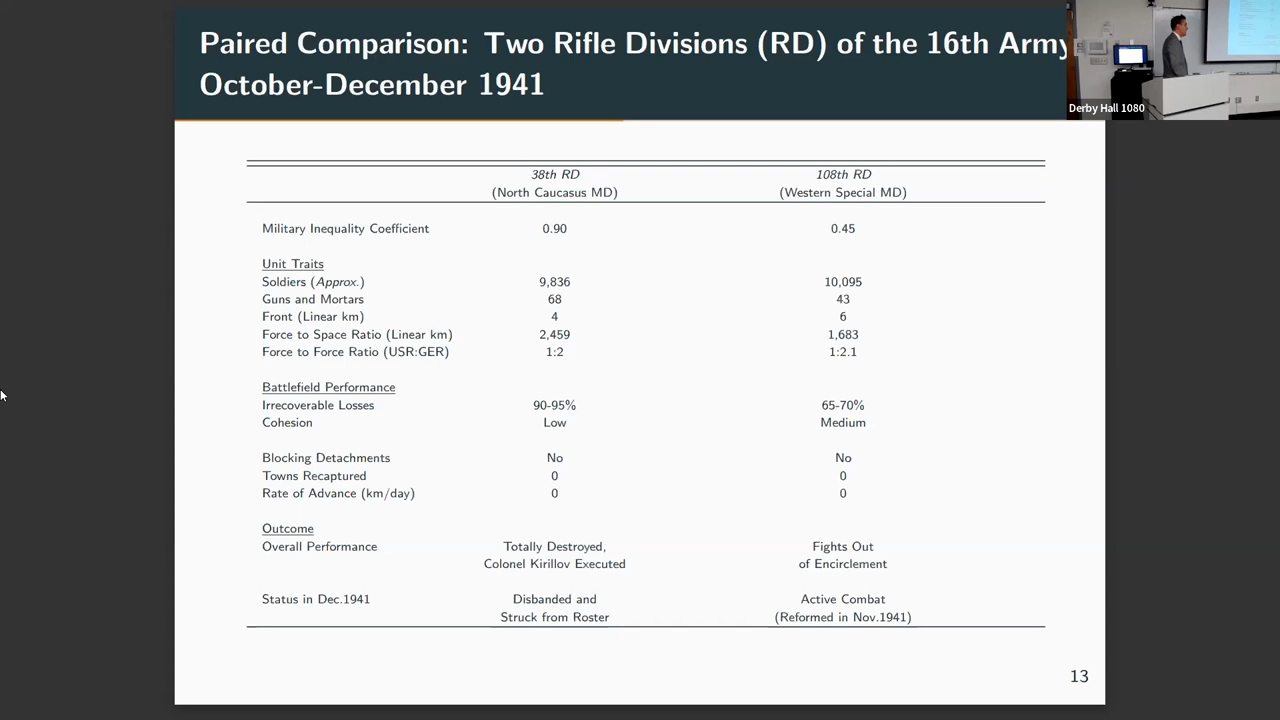 Paired Comparison: Two Rifle Divisions (RD) of the 16th Army
October-December 1941
Derby Hall 1080
38th RD 108th RD
(North Caucasus MD) (Western Special MD)
Military Inequality Coefficient 0.90 0.45
Unit Traits
Soldiers (Approx.) 9,836 10,095
Guns and Mortars 68 43
Front (Linear km) 4 6
Force to Space Ratio (Linear km) 2,459 1,683
Force to Force Ratio (USR:GER) 1:2 1:2.1
Battlefield Performance
Irrecoverable Losses 90-95% 65-70%
Cohesion Low Medium
Blocking Detachments No No
Towns Recaptured 0 0
Rate of Advance (km/day) 0 0
Outcome
Overall Performance Totally Destroyed, Fights Out
Colonel Kirillov Executed of Encirclement
Status in Dec.1941 Disbanded and Active Combat
Struck from Roster (Reformed in Nov.1941)
13